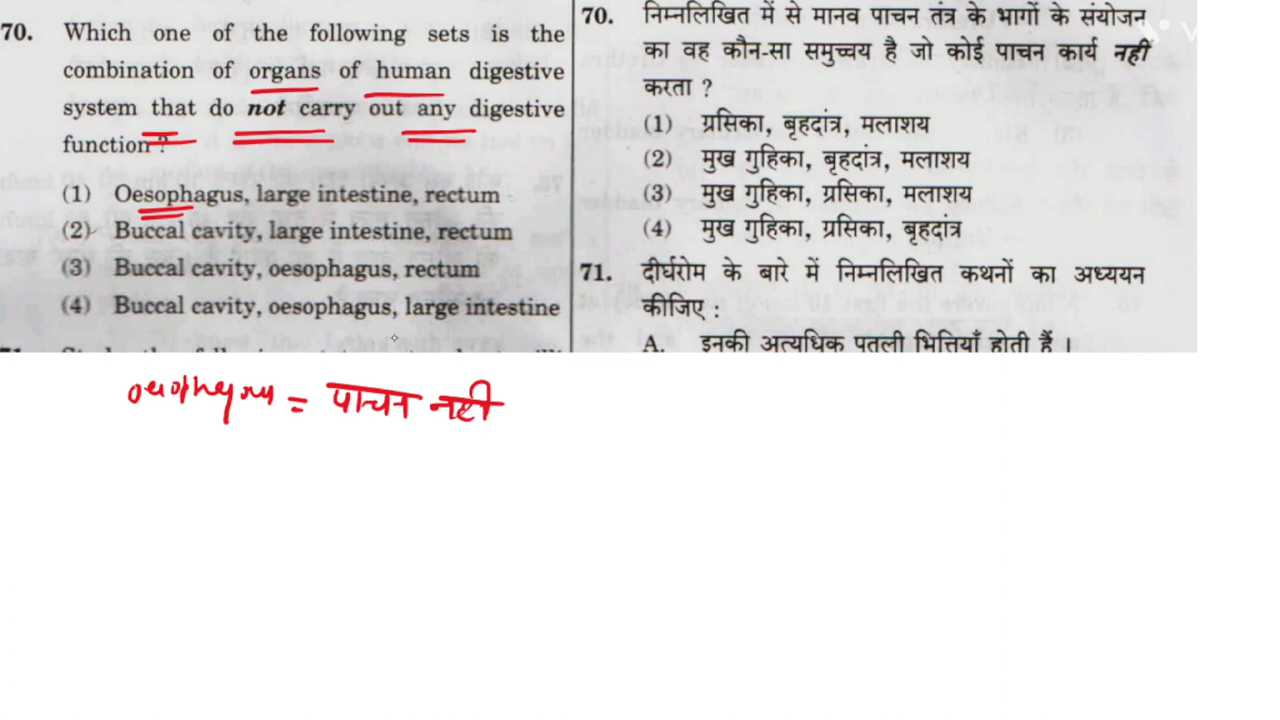 70. Which one of the following sets is the
combination of organs of human digestive
system that do not carry out any digestive
function ?
(1) Oesophagus, large intestine, rectum
(2) Buccal cavity, large intestine, rectum
(3) Buccal cavity, oesophagus, rectum
(4) Buccal cavity, oesophagus, large intestine
70. निम्नलिखित में से मानव पाचन तंत्र के भागों के संयोजन
का वह कौन-सा समुच्चय है जो कोई पाचन कार्य नहीं
करता ?
(1) ग्रसिका, बृहदांत्र, मलाशय
(2) मुख गुहिका, बृहदांत्र, मलाशय
(3) मुख गुहिका, ग्रसिका, मलाशय
(4) मुख गुहिका, ग्रसिका, बृहदांत्र
71. दीर्घरोम के बारे में निम्नलिखित कथनों का अध्ययन
कीजिए :
A. इनकी अत्यधिक पतली भित्तियाँ होती हैं ।
oesophagus = पाचन नही